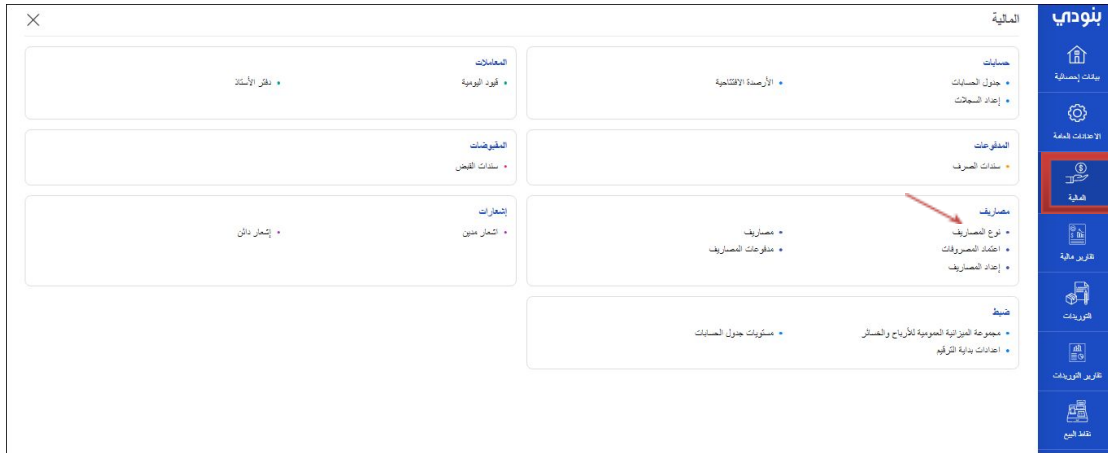 بنودي
بيانات إحصائية
الاعدادات العامة
المالية
تقارير مالية
التوريدات
تقارير التوريدات
نقاط البيع
المالية
حسابات
جدول الحسابات
الأرصدة الافتتاحية
إعداد السجلات
المعاملات
قيود اليومية
دفتر الأستاذ
المدفوعات
سندات الصرف
المقبوضات
سندات القبض
مصاريف
نوع المصاريف
مصاريف
اعتماد المصروفات
مدفوعات المصاريف
إعداد المصاريف
إشعارات
اشعار مدين
إشعار دائن
ضبط
مجموعة الميزانية العمومية للأرباح والخسائر
مستويات جدول الحسابات
اعدادات بداية الترقيم